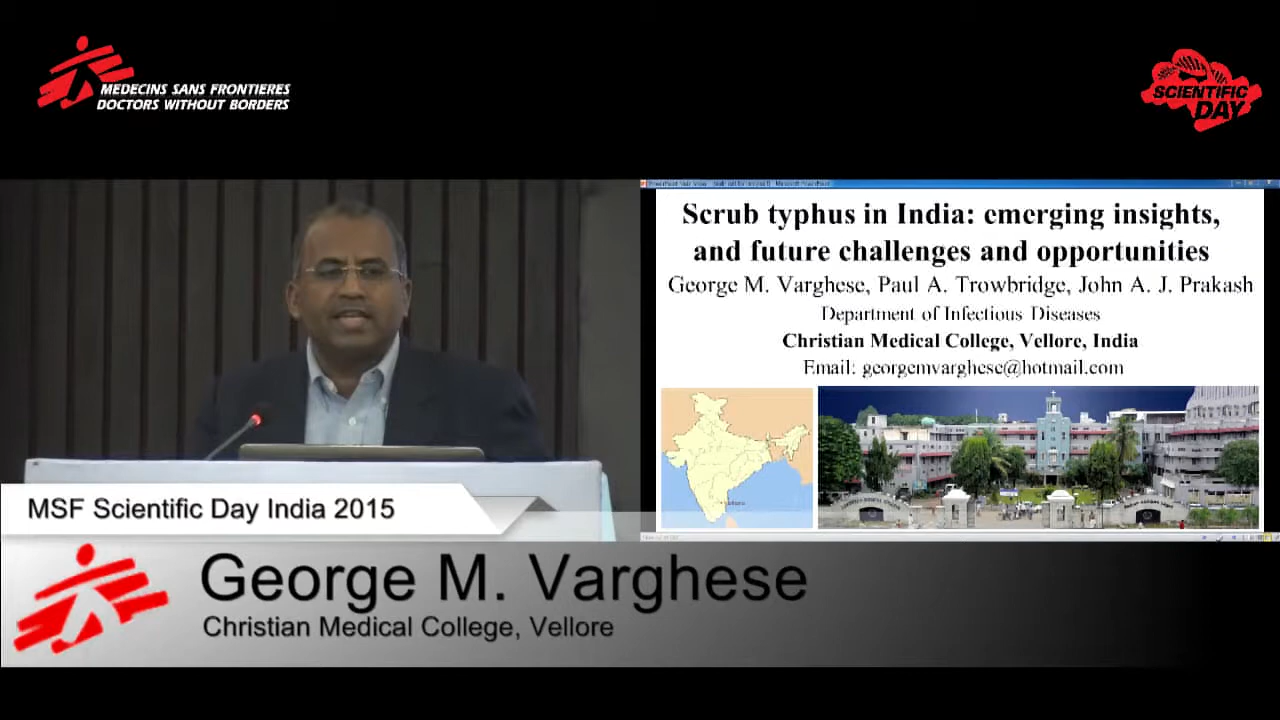 MEDECINS SANS FRONTIERES
DOCTORS WITHOUT BORDERS
SCIENTIFIC
DAY
Scrub typhus in India: emerging insights,
and future challenges and opportunities
George M. Varghese, Paul A. Trowbridge, John A. J. Prakash
Department of Infectious Diseases
Christian Medical College, Vellore, India
Email: georgemvarghese@hotmail.com
Vellore
MSF Scientific Day India 2015
George M. Varghese
Christian Medical College, Vellore